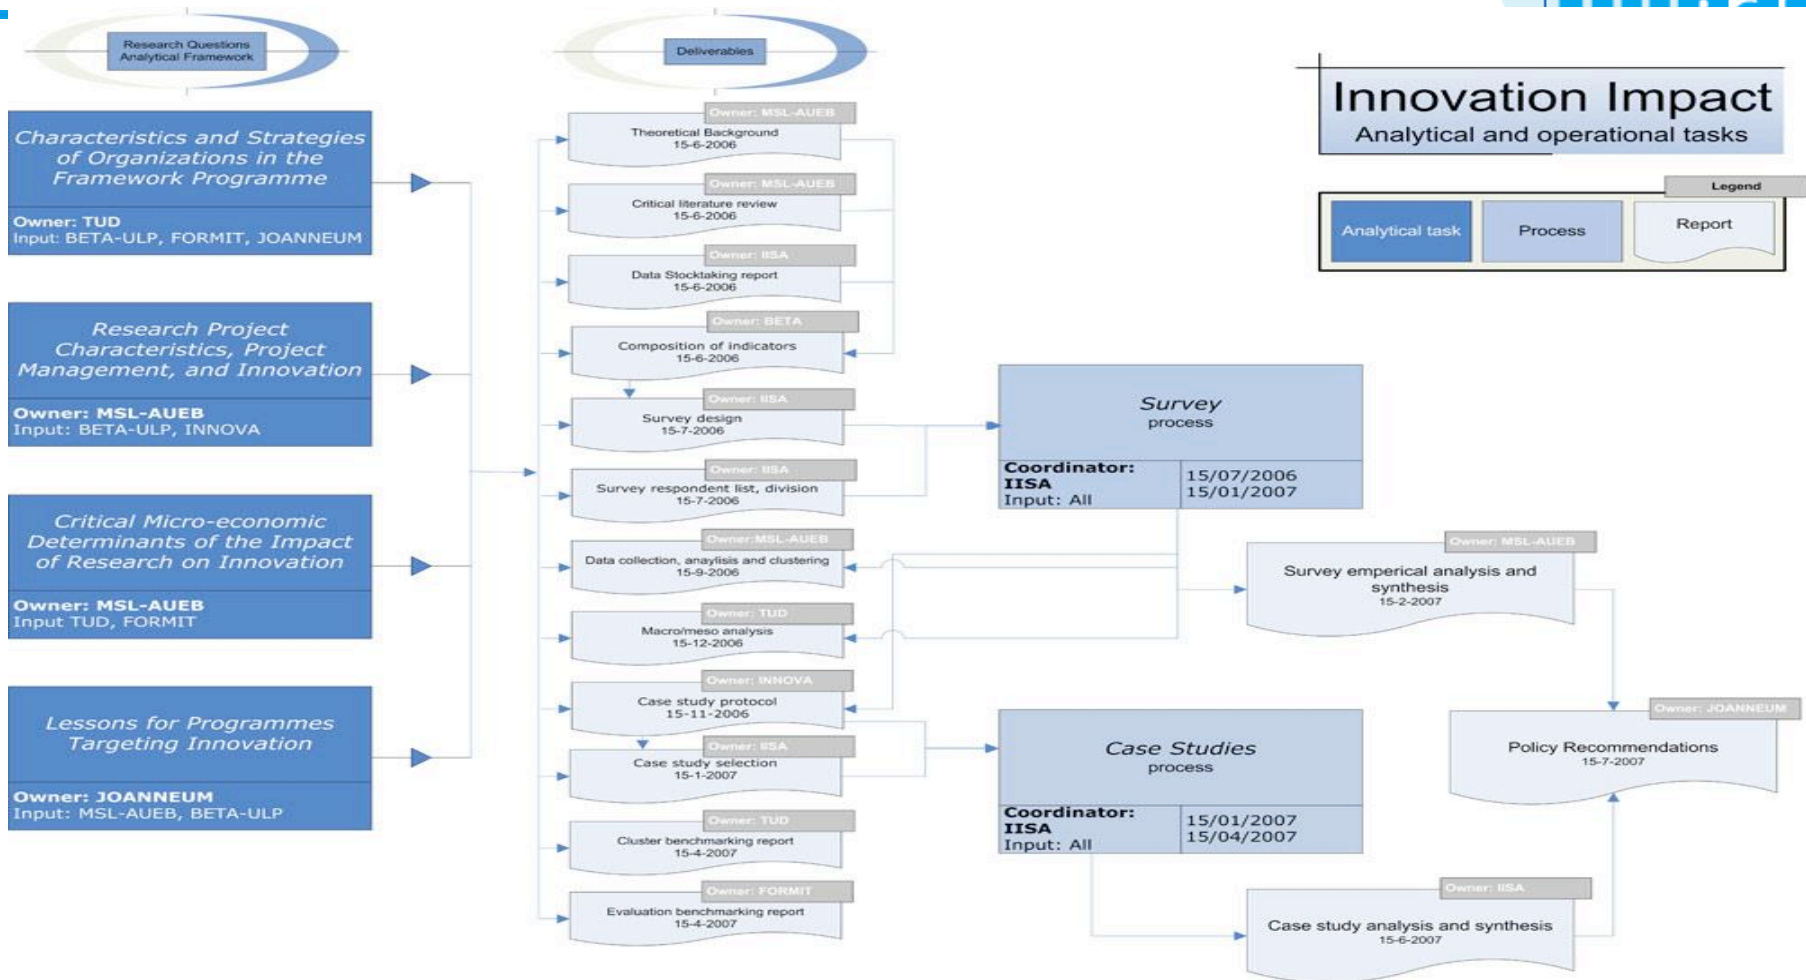 Research Questions
Analytical Framework
Deliverables
Innovation Impact
Analytical and operational tasks
Legend
Analytical task
Process
Report
Characteristics and Strategies
of Organizations in the
Framework Programme
Owner: TUD
Input: BETA-ULP, FORMIT, JOANNEUM
Research Project
Characteristics, Project
Management, and Innovation
Owner: MSL-AUEB
Input: BETA-ULP, INNOVA
Critical Micro-economic
Determinants of the Impact
of Research on Innovation
Owner: MSL-AUEB
Input TUD, FORMIT
Lessons for Programmes
Targeting Innovation
Owner: JOANNEUM
Input: MSL-AUEB, BETA-ULP
Owner: MSL-AUEB
Theoretical Background
15-6-2006
Owner: MSL-AUEB
Critical literature review
15-6-2006
Owner: IISA
Data Stocktaking report
15-6-2006
Owner: BETA
Composition of indicators
15-6-2006
Owner: IISA
Survey design
15-7-2006
Owner: IISA
Survey respondent list, division
15-7-2006
Owner:MSL-AUEB
Data collection, anaylisis and clustering
15-9-2006
Owner: TUD
Macro/meso analysis
15-12-2006
Owner: INNOVA
Case study protocol
15-11-2006
Owner: IISA
Case study selection
15-1-2007
Owner: TUD
Cluster benchmarking report
15-4-2007
Owner: FORMIT
Evaluation benchmarking report
15-4-2007
Survey
process
Coordinator:
IISA
Input: All
15/07/2006
15/01/2007
Case Studies
process
Coordinator:
IISA
Input: All
15/01/2007
15/04/2007
Owner: MSL-AUEB
Survey emperical analysis and
synthesis
15-2-2007
Owner: JOANNEUM
Policy Recommendations
15-7-2007
Owner: IISA
Case study analysis and synthesis
15-6-2007